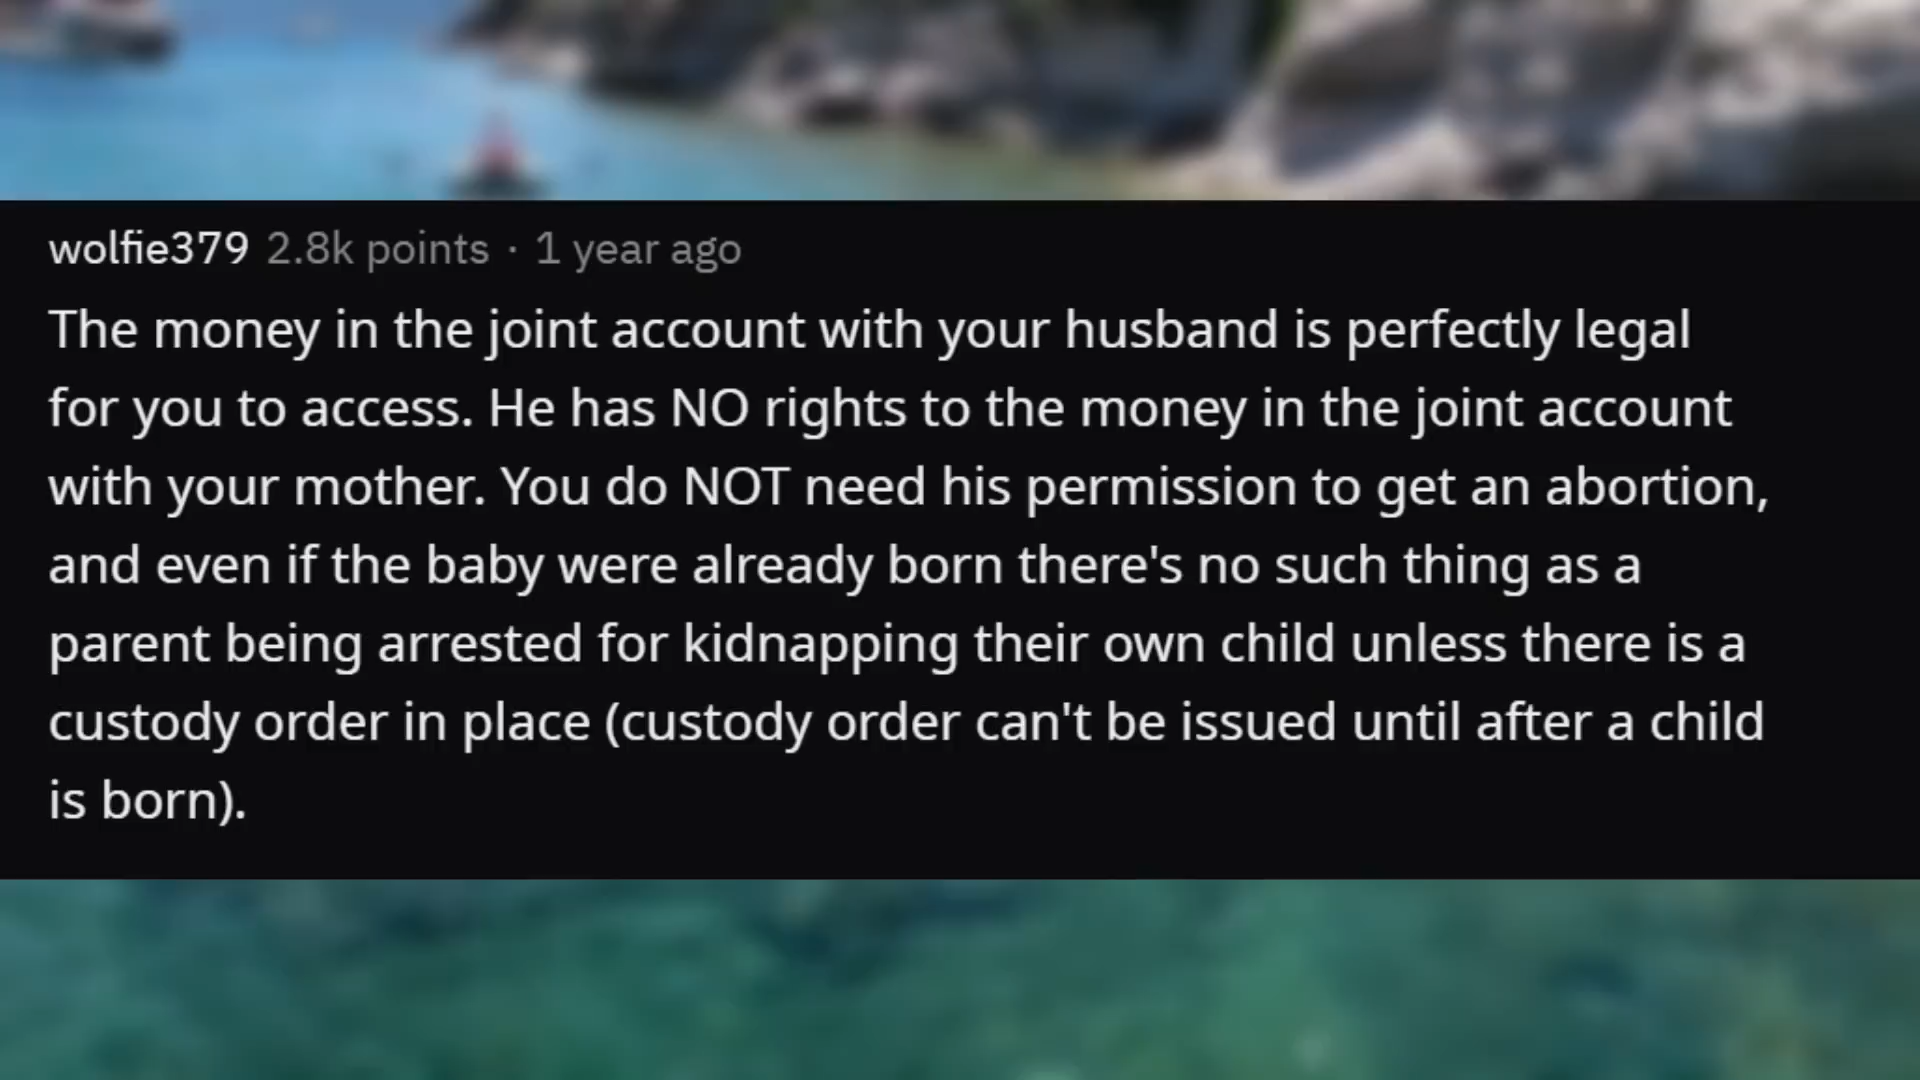 wolfie379 2.8k points · 1 year ago
The money in the joint account with your husband is perfectly legal
for you to access. He has NO rights to the money in the joint account
with your mother. You do NOT need his permission to get an abortion,
and even if the baby were already born there's no such thing as a
parent being arrested for kidnapping their own child unless there is a
custody order in place (custody order can't be issued until after a child
is born).